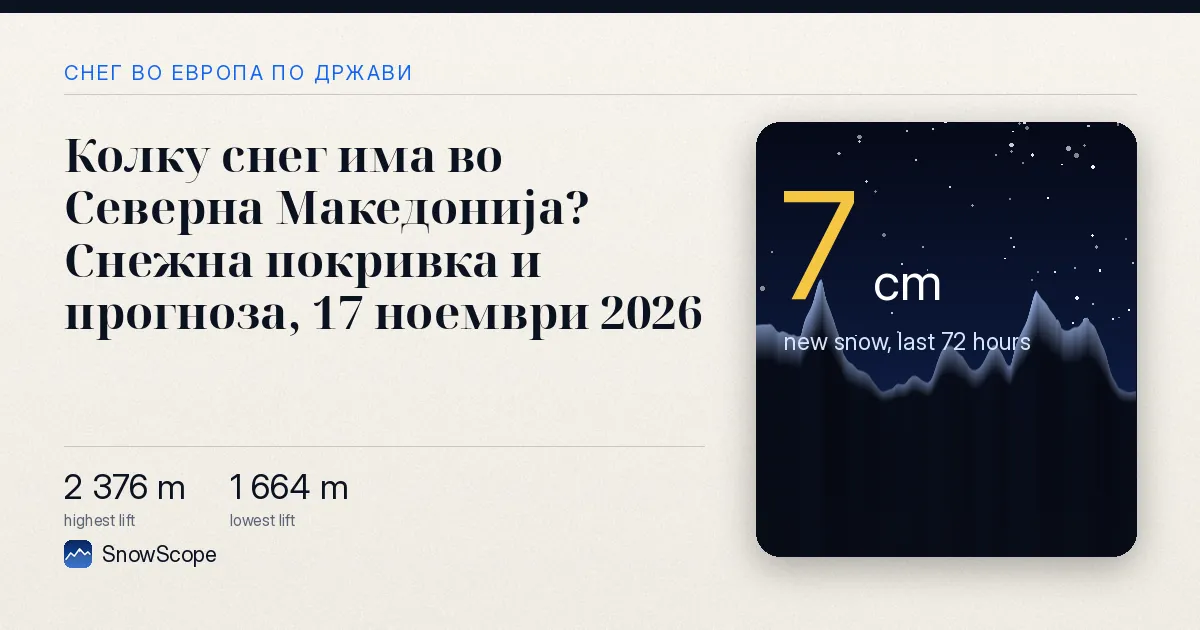 СНЕГ ВО ЕВРОПА ПО ДРЖАВИ
Колку снег има во
Северна Македонија?
Снежна покривка и
прогноза, 17 ноември 2026
7 cm
new snow, last 72 hours
2 376 m
highest lift
1 664 m
lowest lift
SnowScope